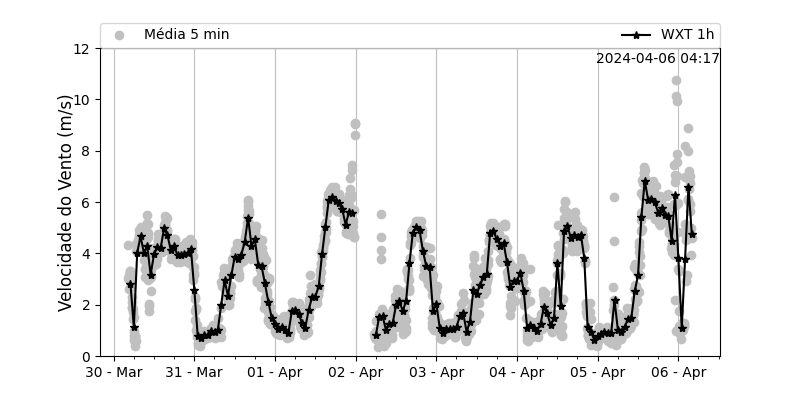 Média 5 min
WXT 1h
2024-04-06 04:17
Velocidade do Vento (m/s)
12
10
8
6
4
2
0
30 - Mar
31 - Mar
01 - Apr
02 - Apr
03 - Apr
04 - Apr
05 - Apr
06 - Apr